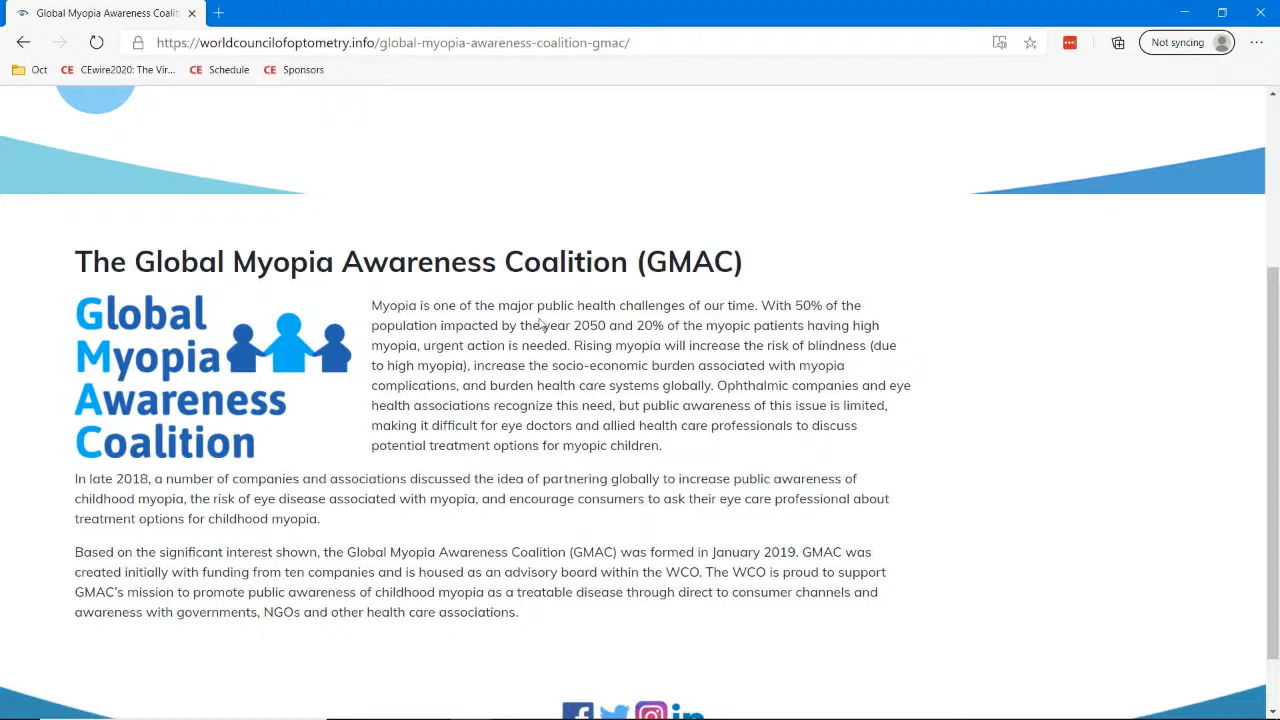 Global Myopia Awareness Coaliti
https://worldcouncilofoptometry.info/global-myopia-awareness-coalition-gmac/
Not syncing
Oct
CE CEwire2020: The Vir...
CE Schedule
CE Sponsors
The Global Myopia Awareness Coalition (GMAC)
Global
Myopia
Awareness
Coalition
Myopia is one of the major public health challenges of our time. With 50% of the
population impacted by the year 2050 and 20% of the myopic patients having high
myopia, urgent action is needed. Rising myopia will increase the risk of blindness (due
to high myopia), increase the socio-economic burden associated with myopia
complications, and burden health care systems globally. Ophthalmic companies and eye
health associations recognize this need, but public awareness of this issue is limited,
making it difficult for eye doctors and allied health care professionals to discuss
potential treatment options for myopic children.
In late 2018, a number of companies and associations discussed the idea of partnering globally to increase public awareness of
childhood myopia, the risk of eye disease associated with myopia, and encourage consumers to ask their eye care professional about
treatment options for childhood myopia.
Based on the significant interest shown, the Global Myopia Awareness Coalition (GMAC) was formed in January 2019. GMAC was
created initially with funding from ten companies and is housed as an advisory board within the WCO. The WCO is proud to support
GMAC's mission to promote public awareness of childhood myopia as a treatable disease through direct to consumer channels and
awareness with governments, NGOs and other health care associations.